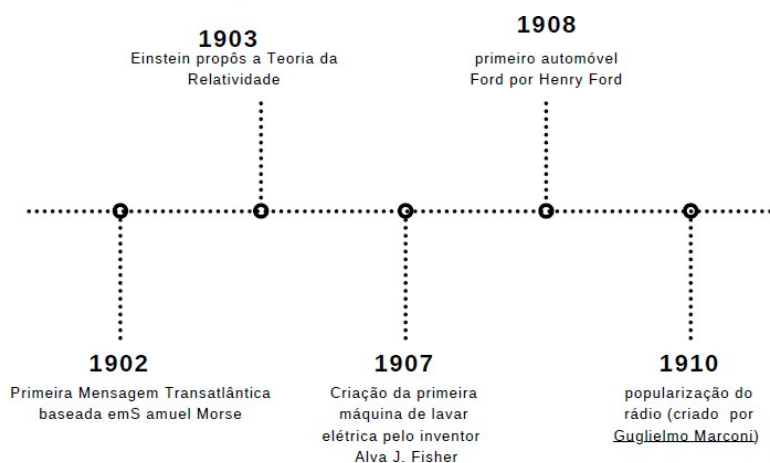 1903
Einstein propôs a Teoria da
Relatividade
1908
primeiro automóvel
Ford por Henry Ford
1902
Primeira Mensagem Transatlântica
baseada emS amuel Morse
1907
Criação da primeira
máquina de lavar
elétrica pelo inventor
Alva J. Fisher
1910
popularização do
rádio (criado por
Guglielmo Marconi)